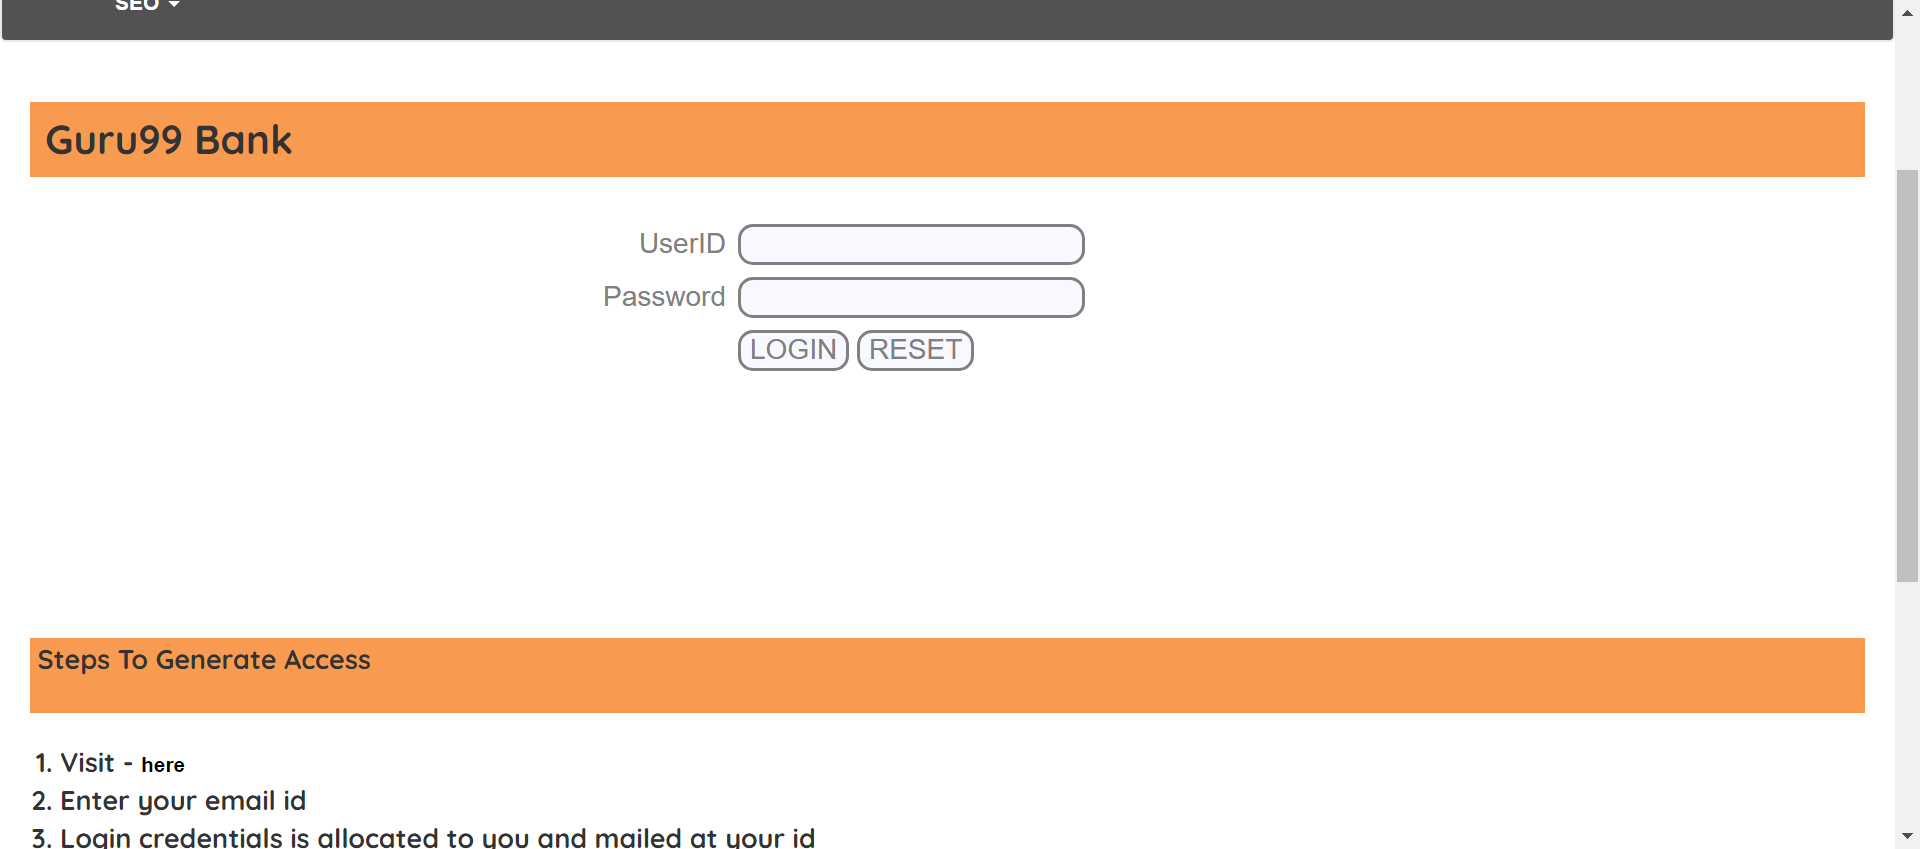 SEO
Guru99 Bank
UserID
Password
LOGIN RESET
Steps To Generate Access
1. Visit - here
2. Enter your email id
3. Login credentials is allocated to you and mailed at your id